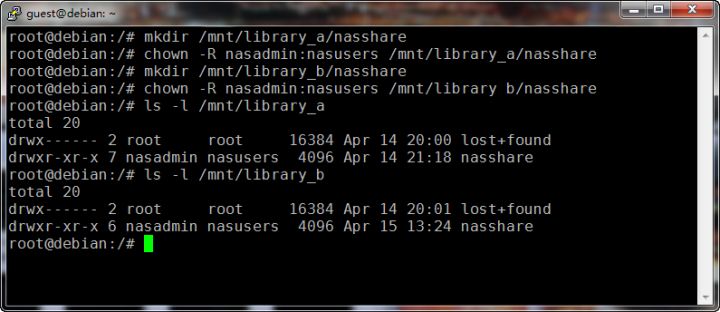 guest@debian: ~
root@debian:/# mkdir /mnt/library_a/nasshare
root@debian:/# chown -R nasadmin:nasusers /mnt/library_a/nasshare
root@debian:/# mkdir /mnt/library_b/nasshare
root@debian:/# chown -R nasadmin:nasusers /mnt/library b/nasshare
root@debian:/# ls -l /mnt/library_a
total 20
drwx------ 2 root     root     16384 Apr 14 20:00 lost+found
drwxr-xr-x 7 nasadmin nasusers  4096 Apr 14 21:18 nasshare
root@debian:/# ls -l /mnt/library_b
total 20
drwx------ 2 root     root     16384 Apr 14 20:01 lost+found
drwxr-xr-x 6 nasadmin nasusers  4096 Apr 15 13:24 nasshare
root@debian:/#